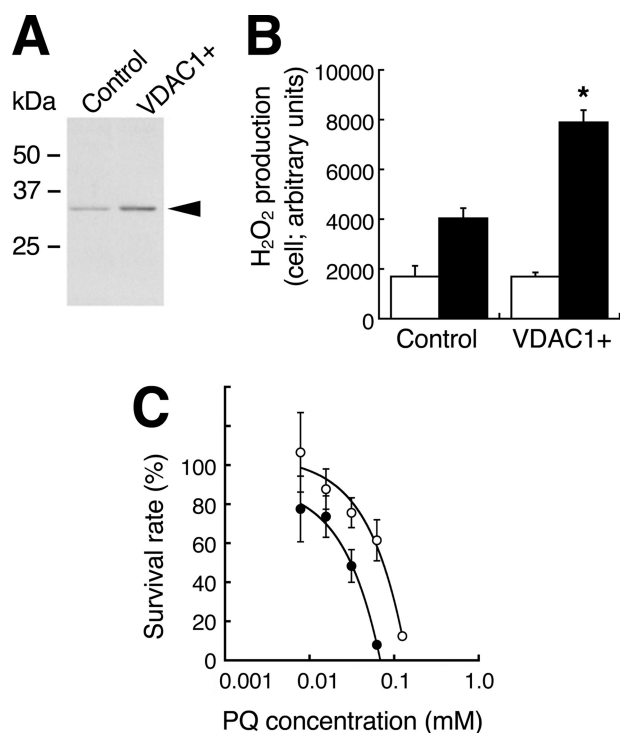 A
Control
VDAC1+
kDa
50
37
25
B
H₂O₂ production
(cell; arbitrary units)
10000
8000
6000
4000
2000
0
*
Control
VDAC1+
C
Survival rate (%)
100
80
60
40
20
0
0.001
0.01
0.1
1.0
PQ concentration (mM)